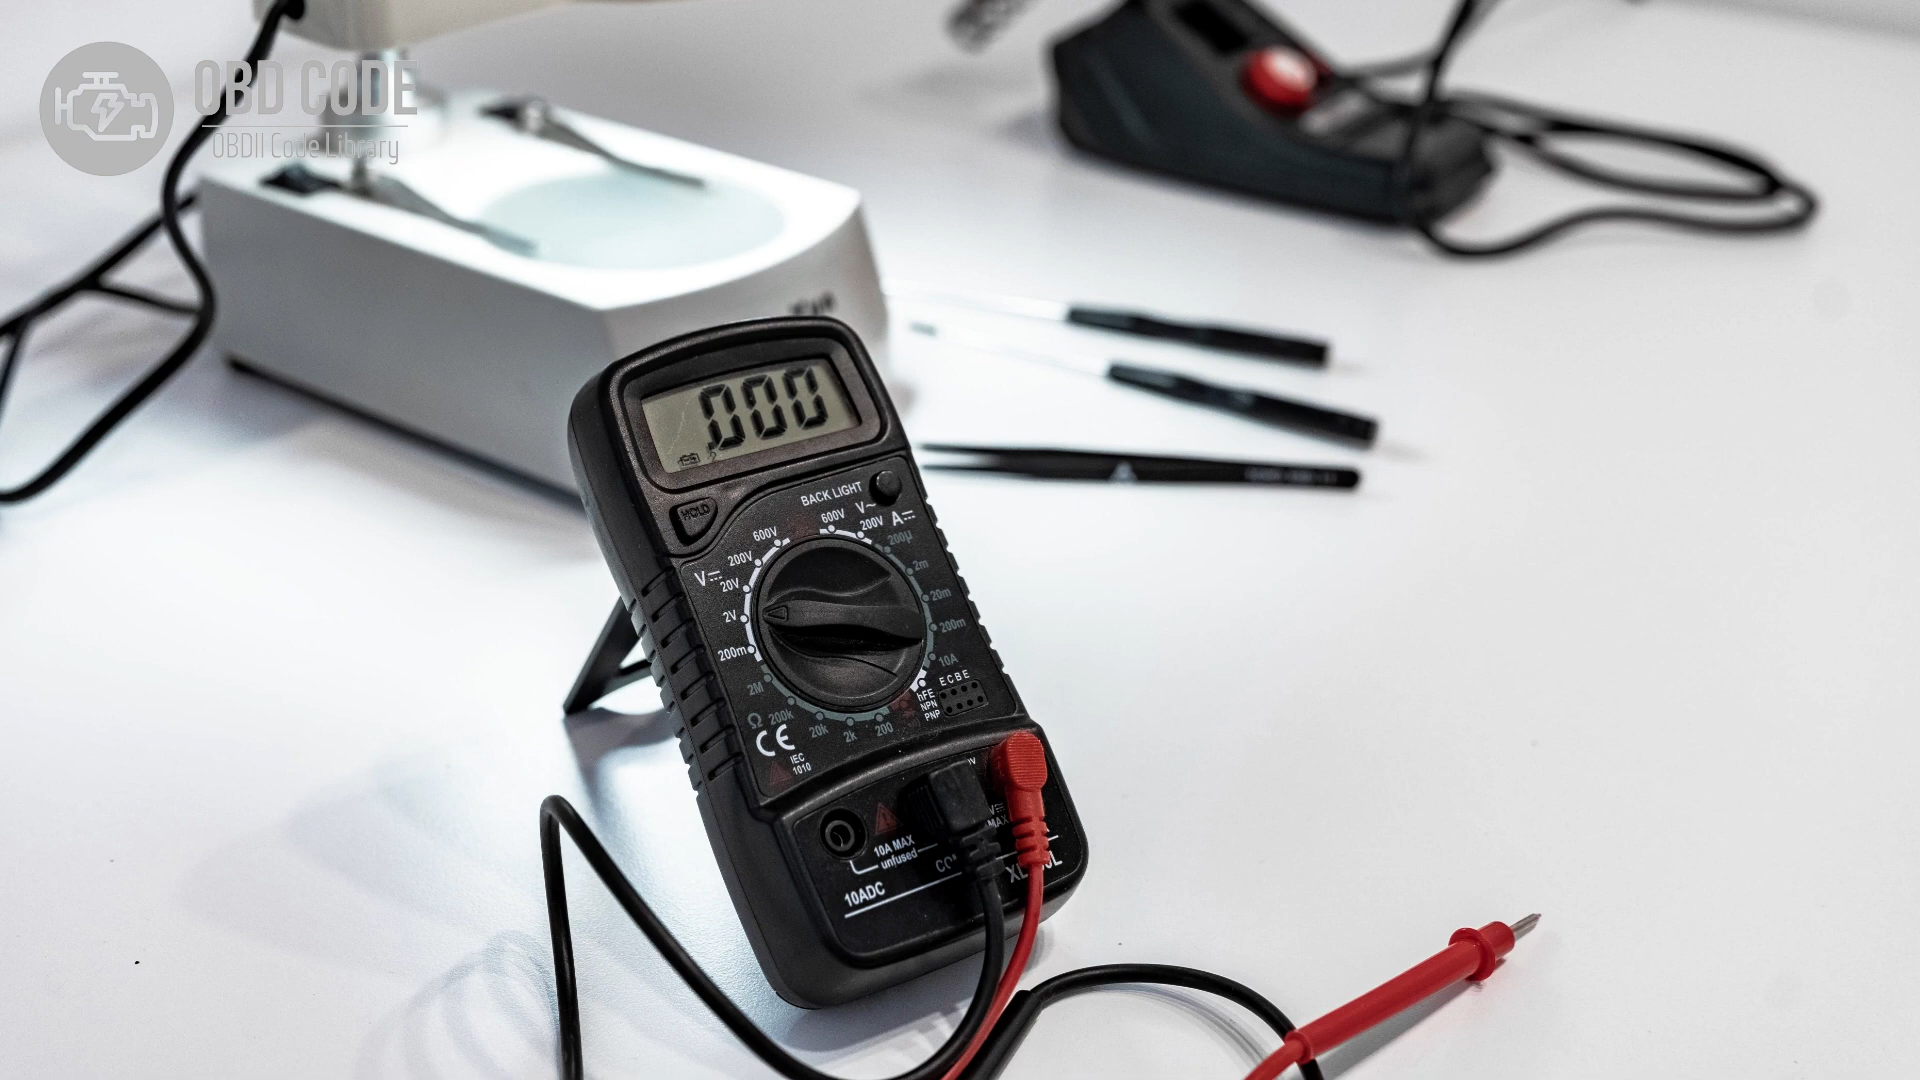 OBD CODE
OBDII Code Library
.000
HOLD
BACK LIGHT
600V
200V
20V
2V
200m
V
600V
V~
200V
A
200µ
2m
20m
200m
10A
2M
Ω
200k
20k
2k
200
hFE
NPN
PNP
E C B E
CE
IEC
1010
10A MAX
unfused
MAX
10ADC